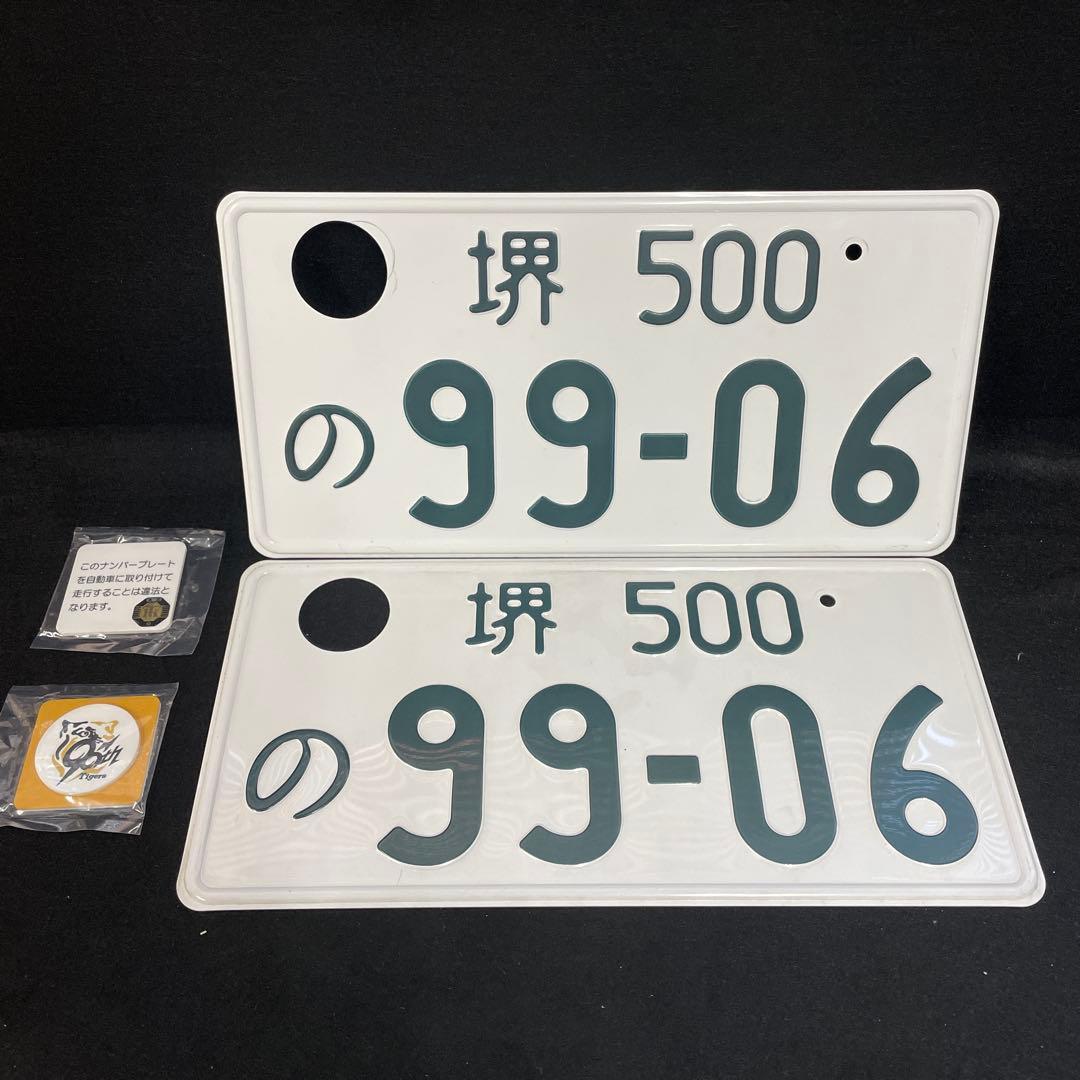 堺 500
の 99-06
堺 500
の 99-06
このナンバープレート
を自動車に取り付けて
走行することは違法と
なります。
90th
Tigers